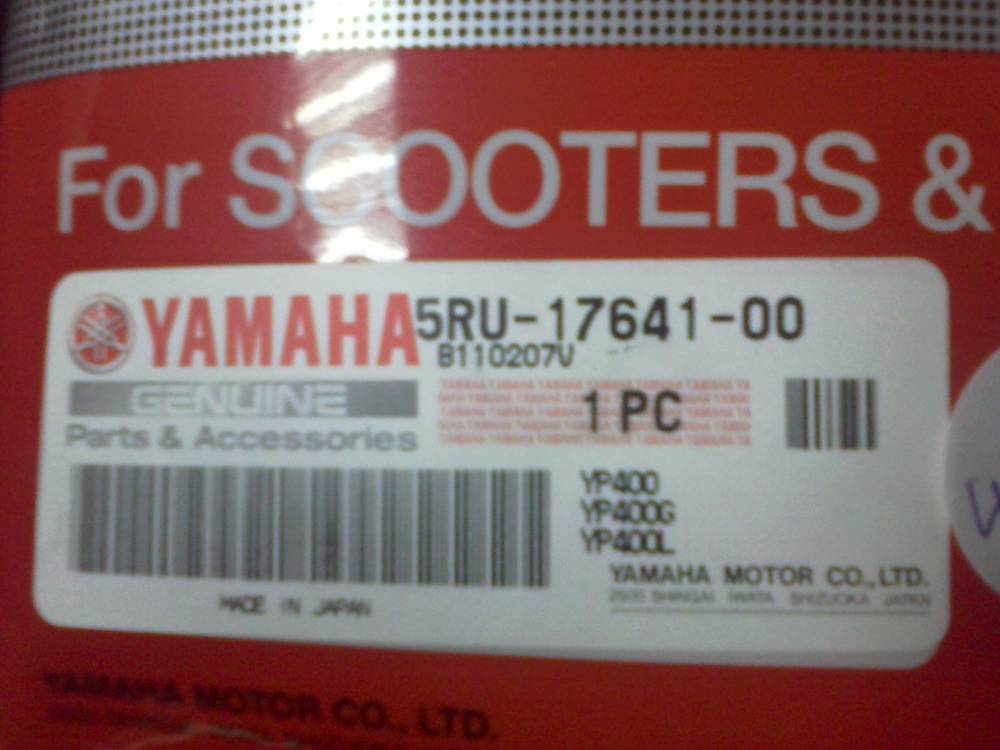 For SCOOTERS &
YAMAHA 5RU-17641-00
B110207V
GENUINE
Parts & Accessories
1 PC
YP400
YP400G
YP400L
YAMAHA MOTOR CO., LTD.
2500 SHINGAI IWATA SHIZUOKA JAPAN
MADE IN JAPAN
YAMAHA MOTOR CO., LTD.